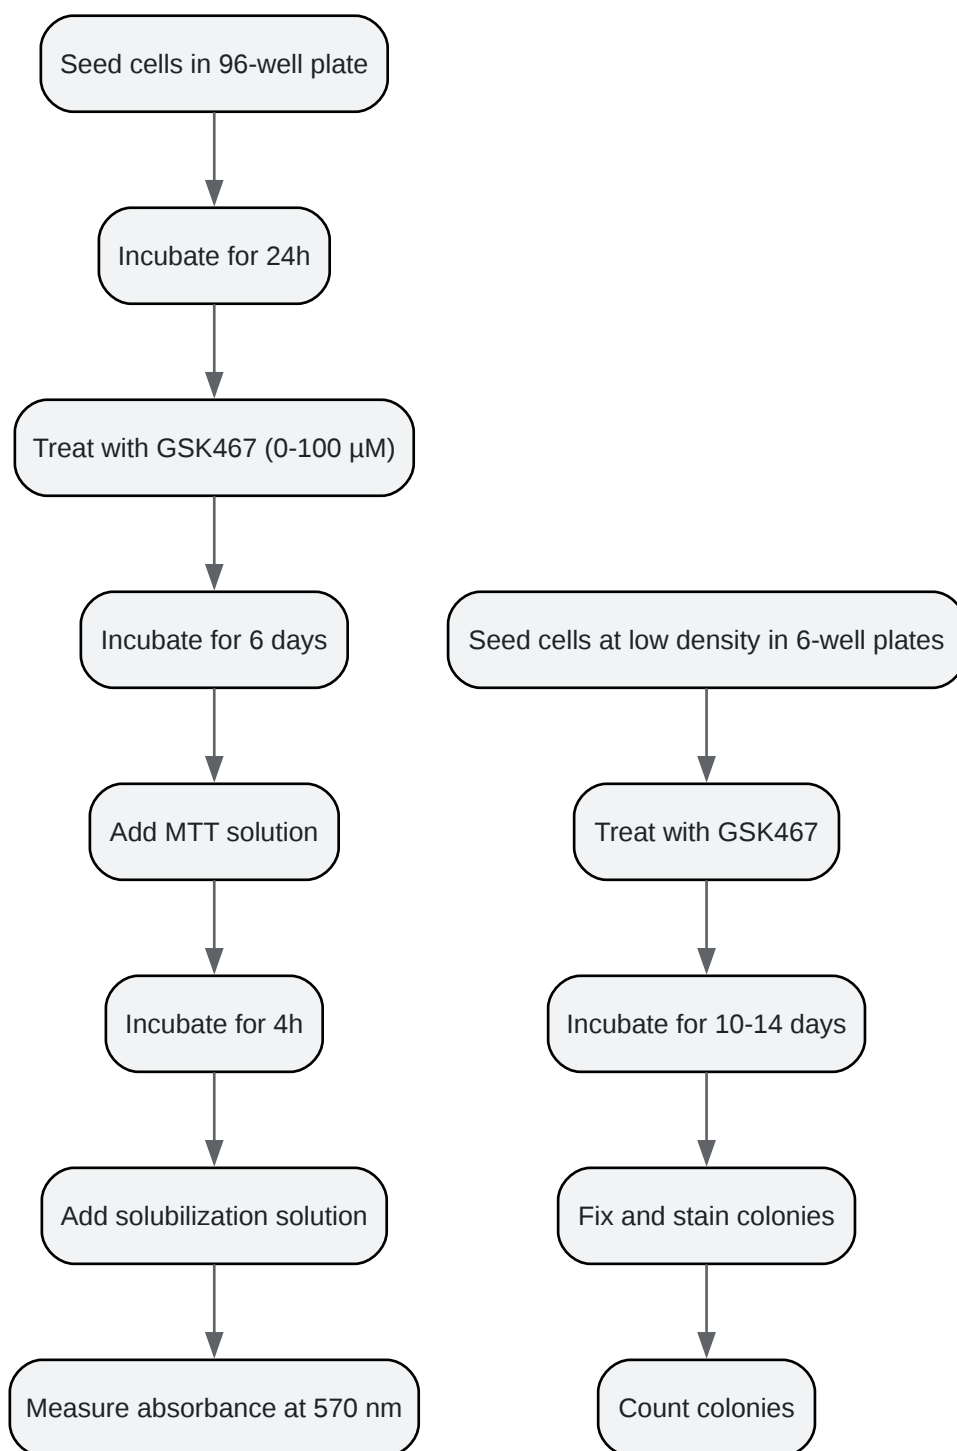 Seed cells in 96-well plate
Incubate for 24h
Treat with GSK467 (0-100 µM)
Incubate for 6 days
Add MTT solution
Incubate for 4h
Add solubilization solution
Measure absorbance at 570 nm
Seed cells at low density in 6-well plates
Treat with GSK467
Incubate for 10-14 days
Fix and stain colonies
Count colonies